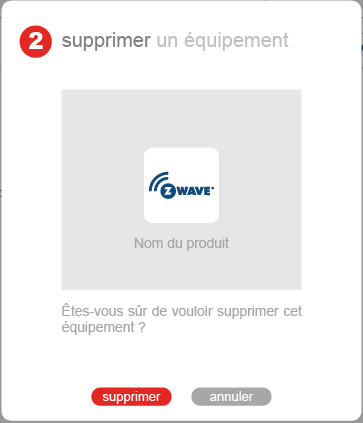 2 supprimer un équipement
Z WAVE
Nom du produit
Êtes-vous sûr de vouloir supprimer cet
équipement ?
supprimer annuler